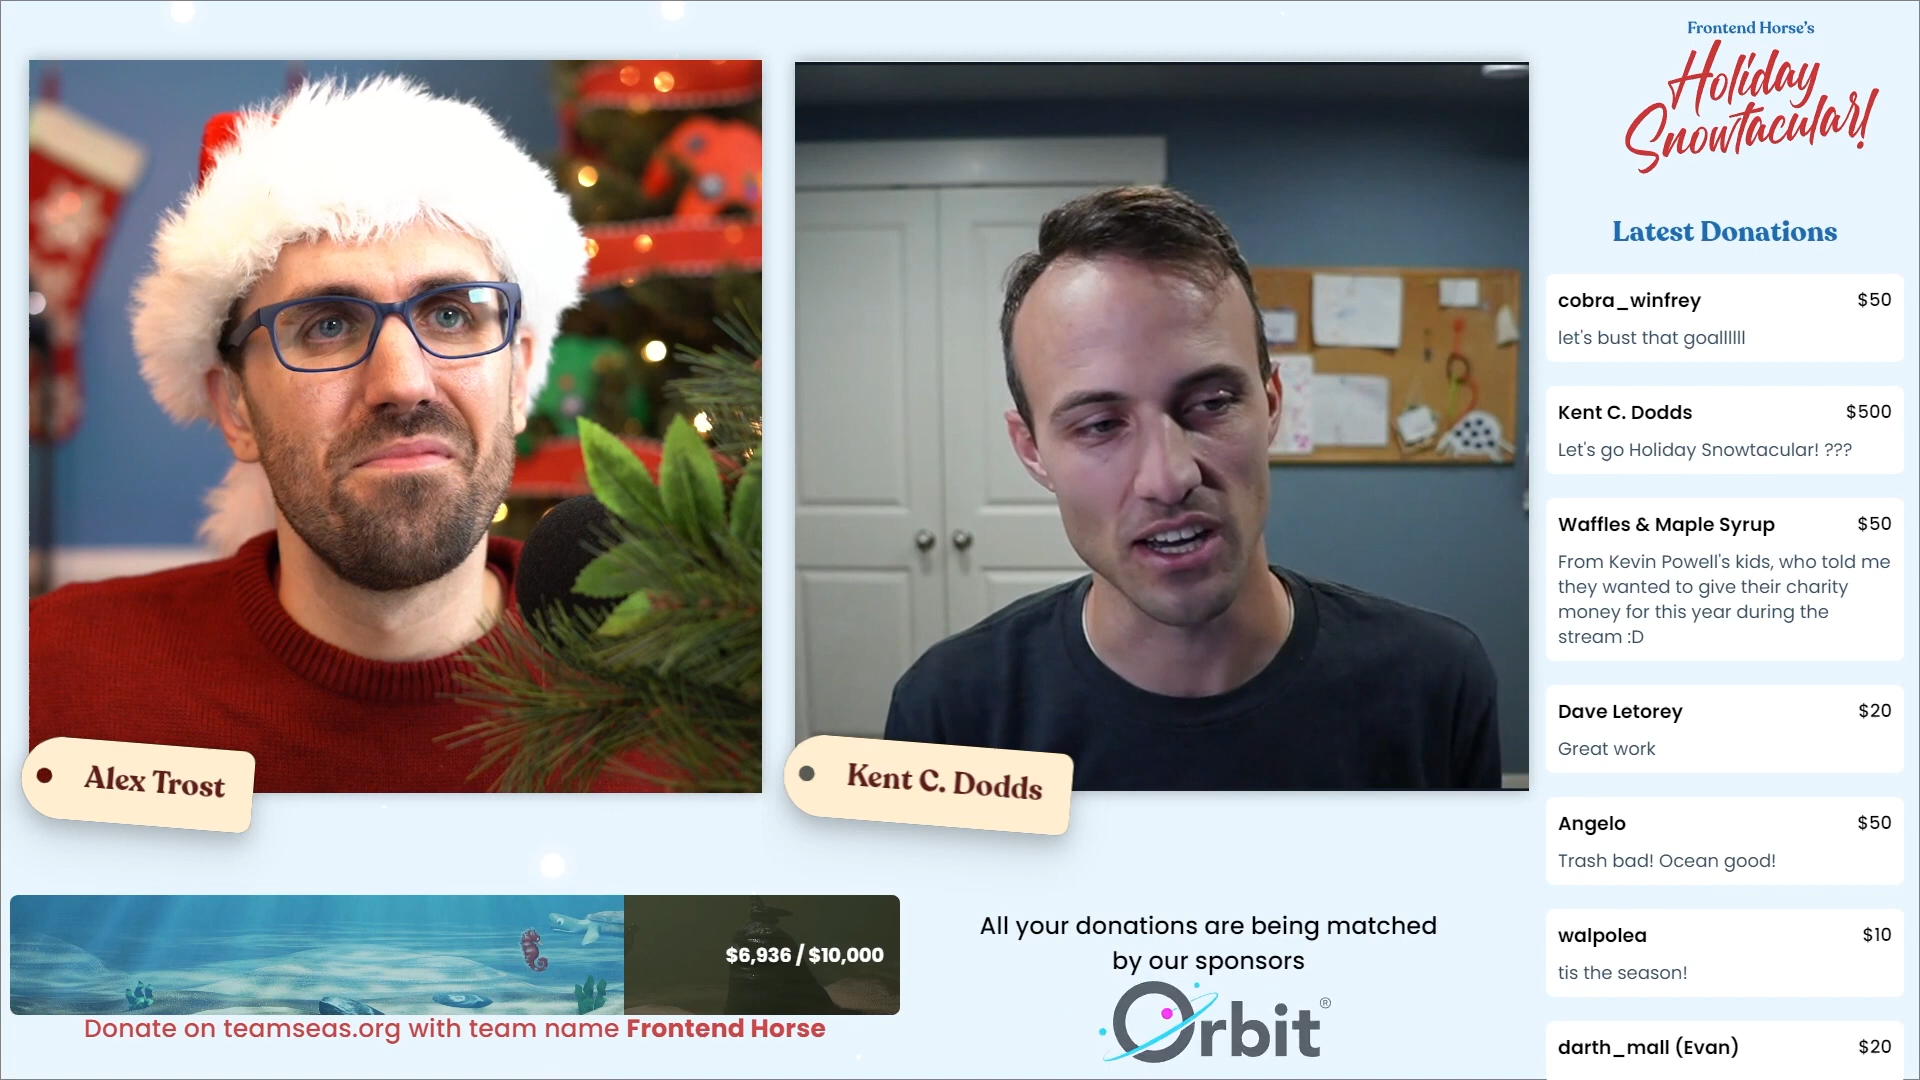 Frontend Horse's
Holiday
Snowtacular!
Latest Donations
cobra_winfrey $50
let's bust that goallllll
Kent C. Dodds $500
Let's go Holiday Snowtacular! ???
Waffles & Maple Syrup $50
From Kevin Powell's kids, who told me
they wanted to give their charity
money for this year during the
stream :D
Dave Letorey $20
Great work
Angelo $50
Trash bad! Ocean good!
walpolea $10
tis the season!
darth_mall (Evan) $20
Alex Trost
Kent C. Dodds
$6,936 / $10,000
Donate on teamseas.org with team name Frontend Horse
All your donations are being matched
by our sponsors
Orbit®